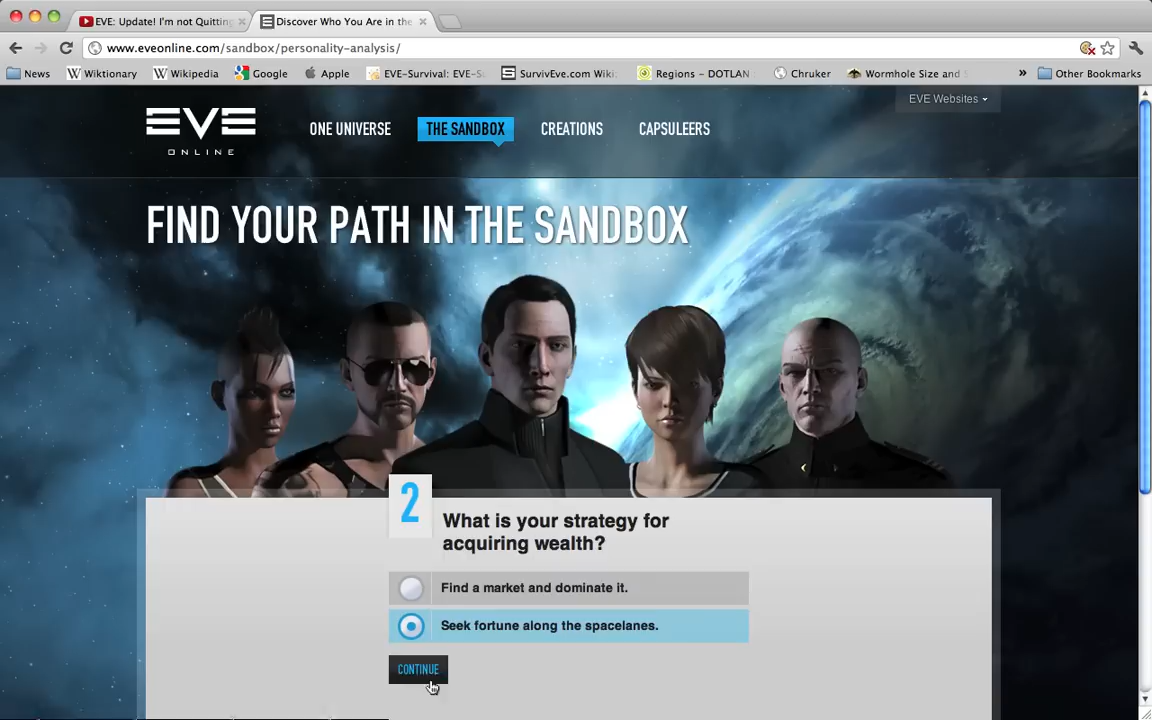 EVE: Update! I'm not Quitting
Discover Who You Are in the
www.eveonline.com/sandbox/personality-analysis/
News
Wiktionary
Wikipedia
Google
Apple
EVE-Survival: EVE-S
SurvivEve.com Wiki:
Regions - DOTLAN
Chruker
Wormhole Size and
»
Other Bookmarks
EVE
ONLINE
ONE UNIVERSE
THE SANDBOX
CREATIONS
CAPSULEERS
EVE Websites
FIND YOUR PATH IN THE SANDBOX
2
What is your strategy for
acquiring wealth?
Find a market and dominate it.
Seek fortune along the spacelanes.
CONTINUE